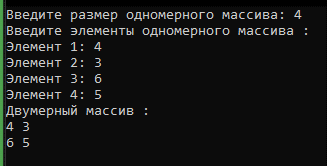 Введите размер одномерного массива: 4
Введите элементы одномерного массива :
Элемент 1: 4
Элемент 2: 3
Элемент 3: 6
Элемент 4: 5
Двумерный массив :
4 3
6 5